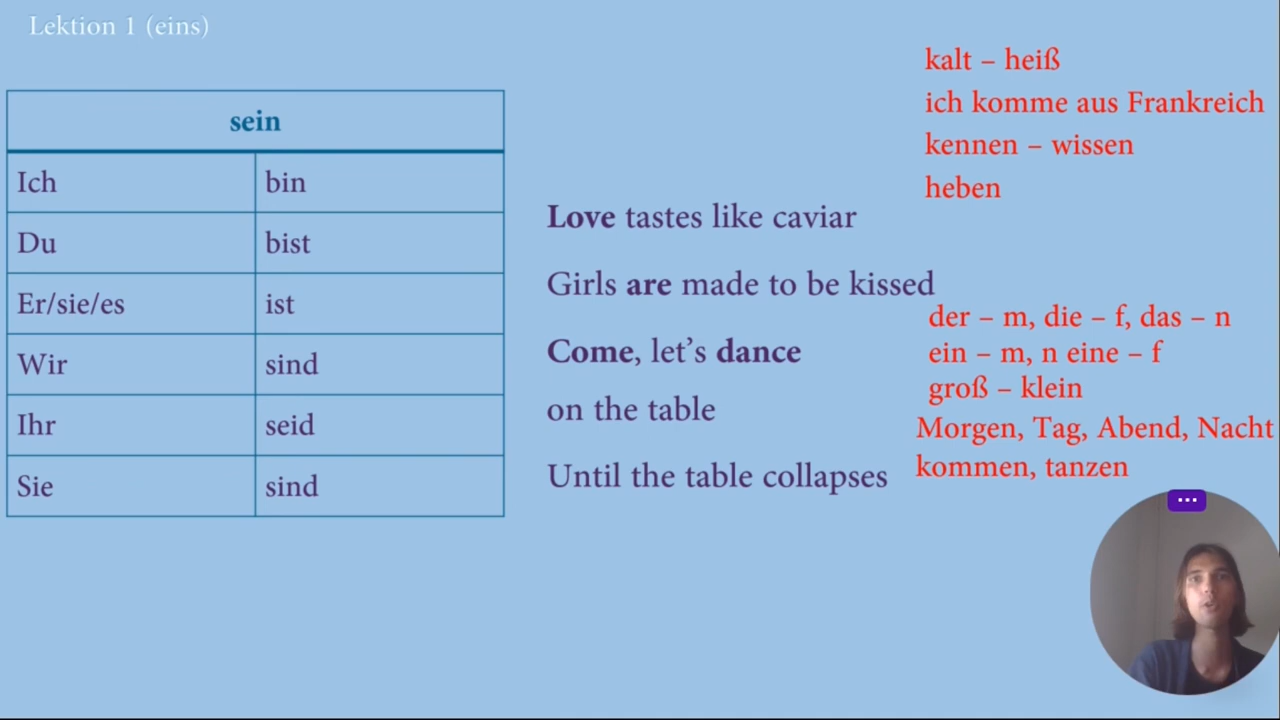 Lektion 1 (eins)
sein
Ich bin
Du bist
Er/sie/es ist
Wir sind
Ihr seid
Sie sind
Love tastes like caviar
Girls are made to be kissed
Come, let’s dance
on the table
Until the table collapses
kalt – heiß
ich komme aus Frankreich
kennen – wissen
heben
der – m, die – f, das – n
ein – m, n eine – f
groß – klein
Morgen, Tag, Abend, Nacht
kommen, tanzen